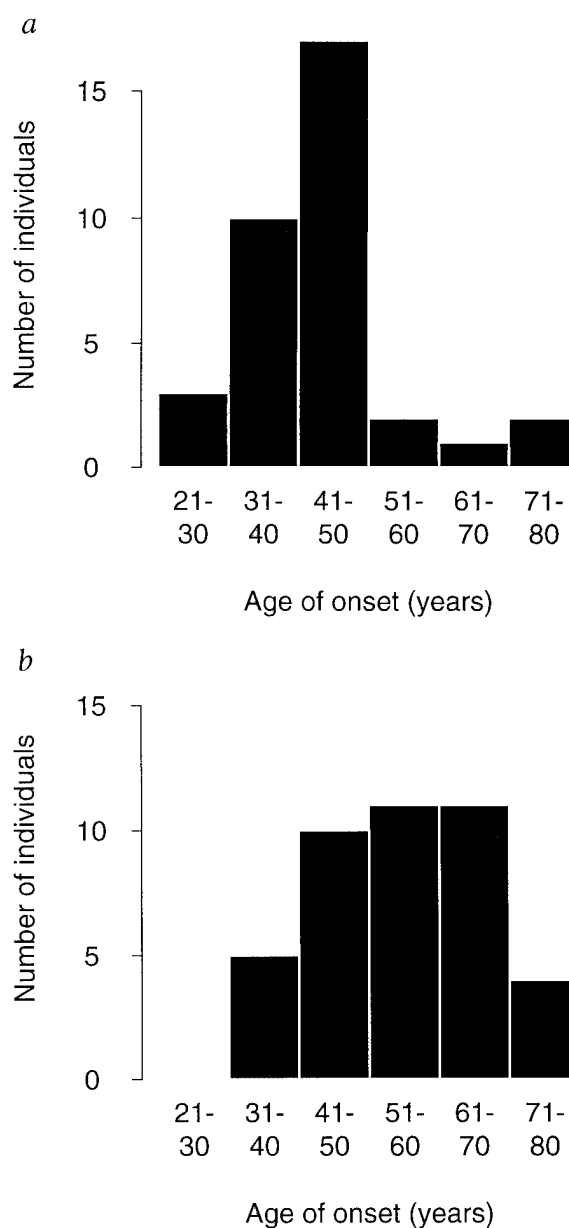 a
Number of individuals
15
10
5
0
21- 31- 41- 51- 61- 71-
30 40 50 60 70 80
Age of onset (years)
b
Number of individuals
15
10
5
0
21- 31- 41- 51- 61- 71-
30 40 50 60 70 80
Age of onset (years)